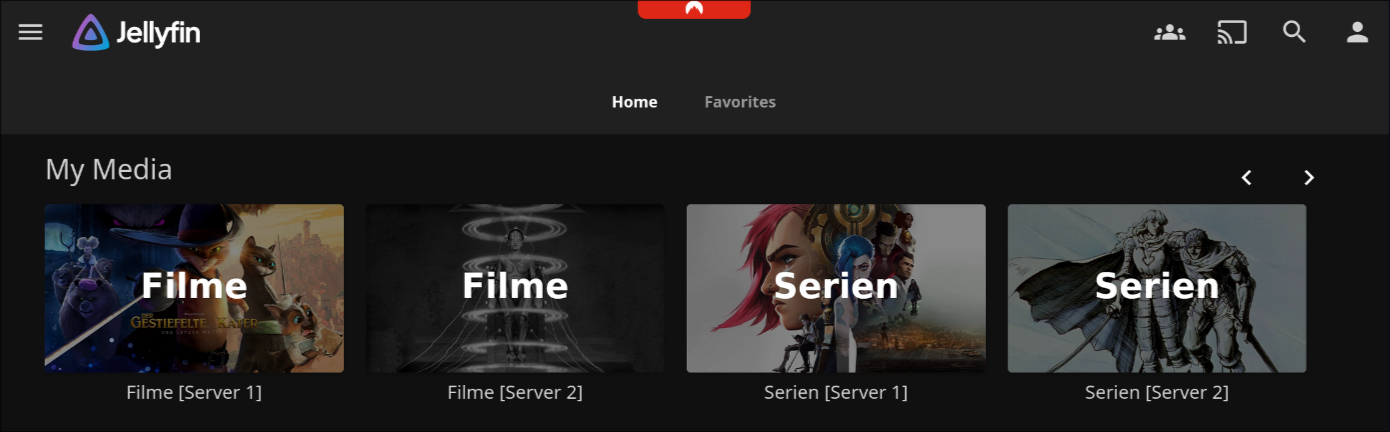 Jellyfin
Home
Favorites
My Media
Filme
Filme
Serien
Serien
DER
GESTIEFELTE KATER
Filme [Server 1]
Filme [Server 2]
Serien [Server 1]
Serien [Server 2]